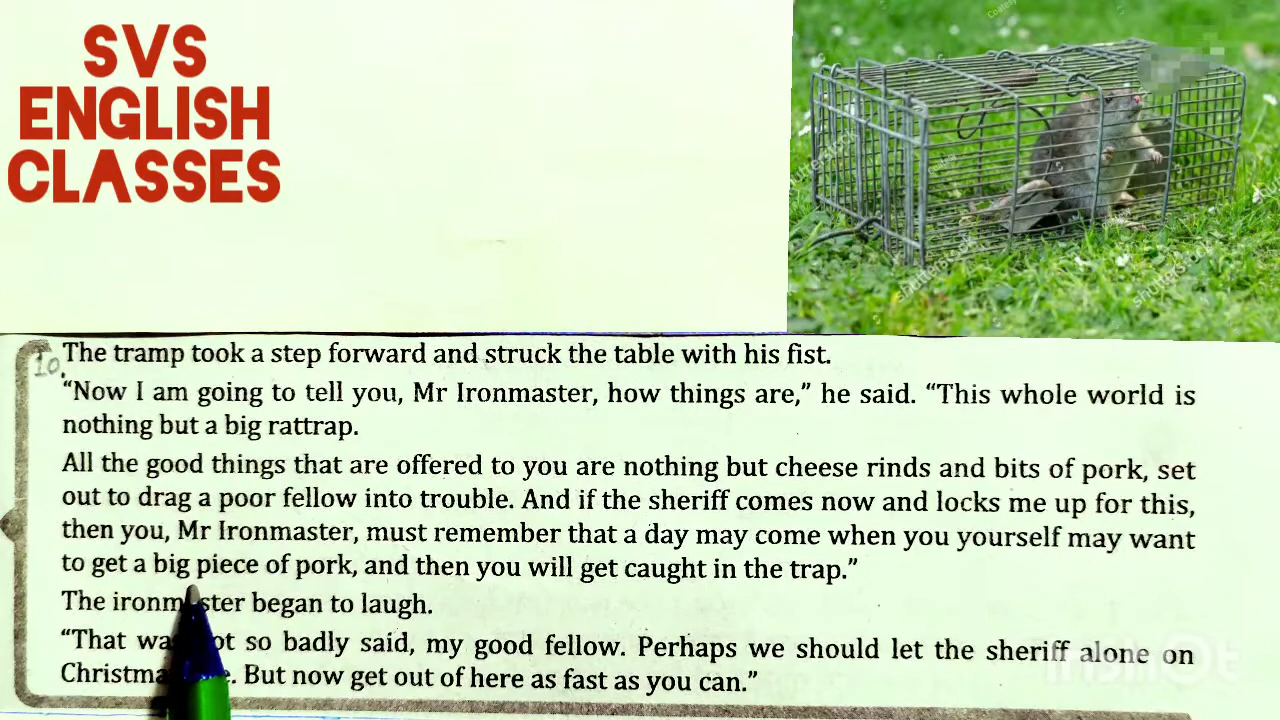 SVS
ENGLISH
CLASSES
shutterstock
10.
The tramp took a step forward and struck the table with his fist.
“Now I am going to tell you, Mr Ironmaster, how things are,” he said. “This whole world is
nothing but a big rattrap.
All the good things that are offered to you are nothing but cheese rinds and bits of pork, set
out to drag a poor fellow into trouble. And if the sheriff comes now and locks me up for this,
then you, Mr Ironmaster, must remember that a day may come when you yourself may want
to get a big piece of pork, and then you will get caught in the trap.”
The ironmaster began to laugh.
“That was not so badly said, my good fellow. Perhaps we should let the sheriff alone on
Christmas . But now get out of here as fast as you can.”
InShOt